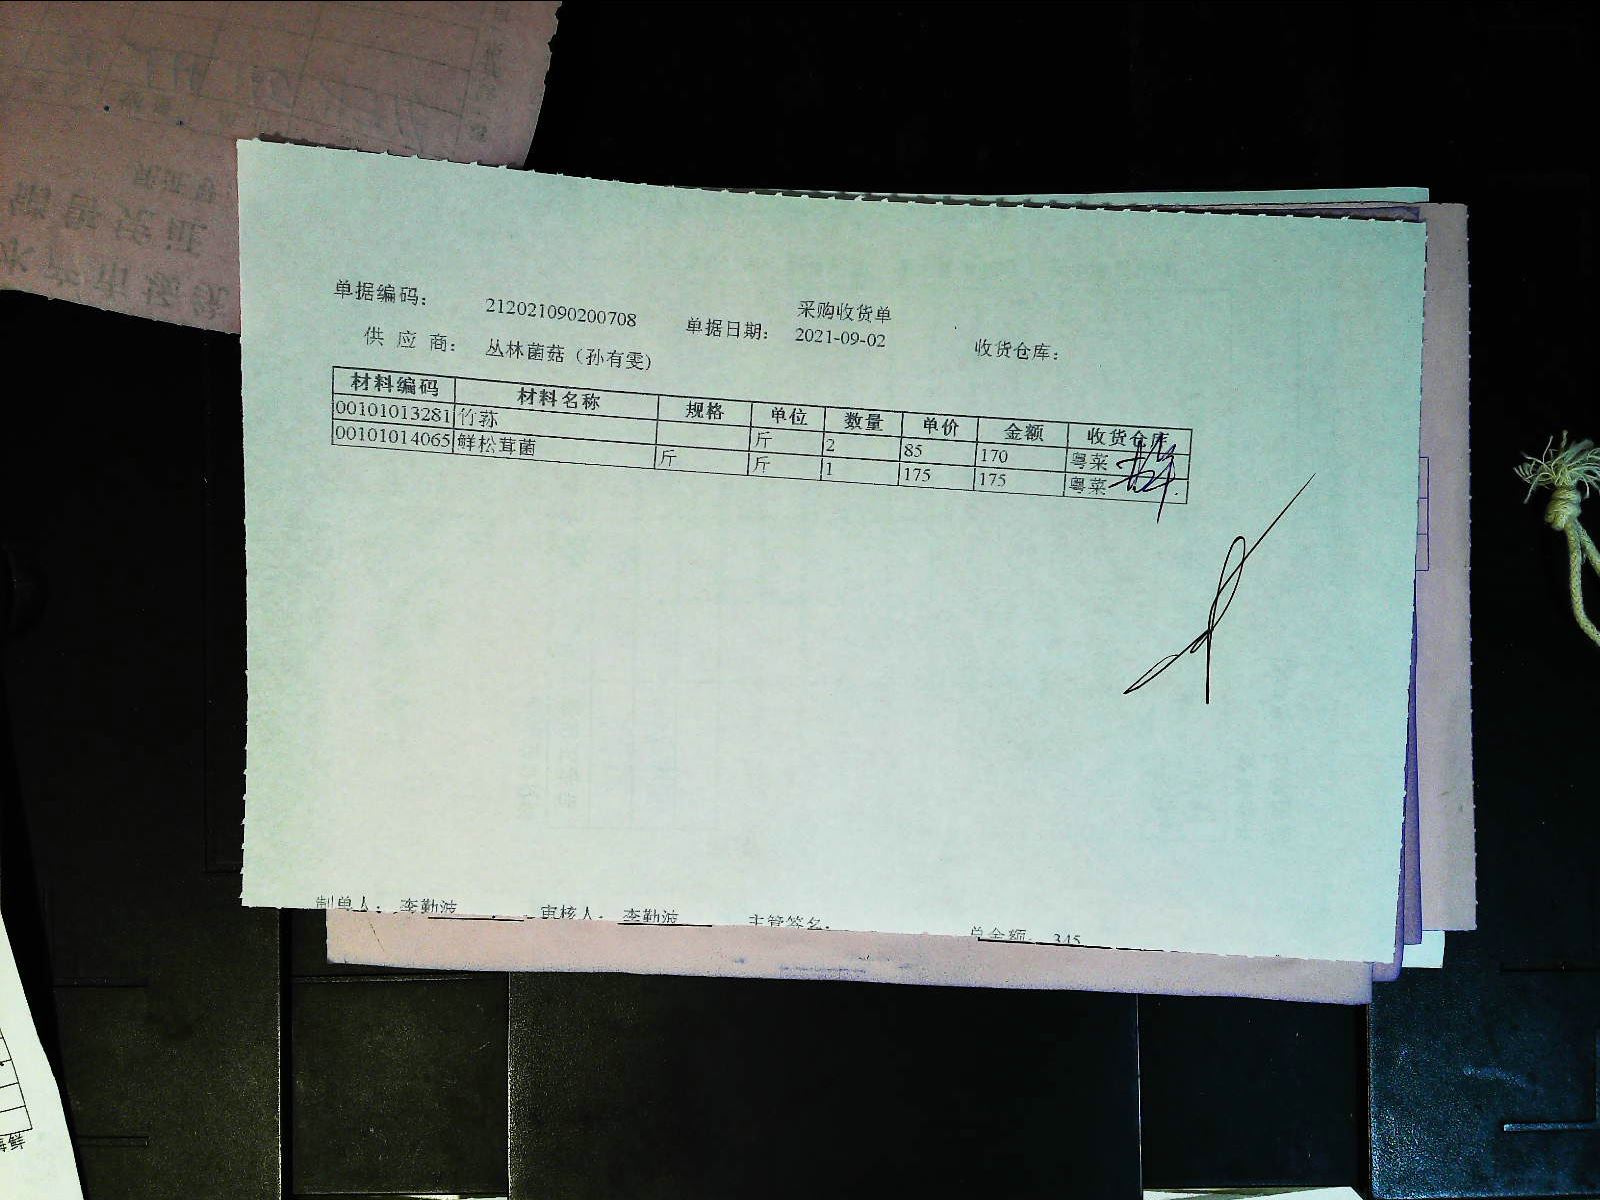 采购收货单
单据编码： 212021090200708 单据日期： 2021-09-02 收货仓库：
供 应 商： 丛林菌菇（孙有雯）
材料编码 材料名称 规格 单位 数量 单价 金额 收货仓库
00101013281 竹荪 斤 2 85 170 粤菜
00101014065 鲜松茸菌 斤 斤 1 175 175 粤菜
制单人： 李勤波 审核人： 李勤波 主管签名： 总金额 345